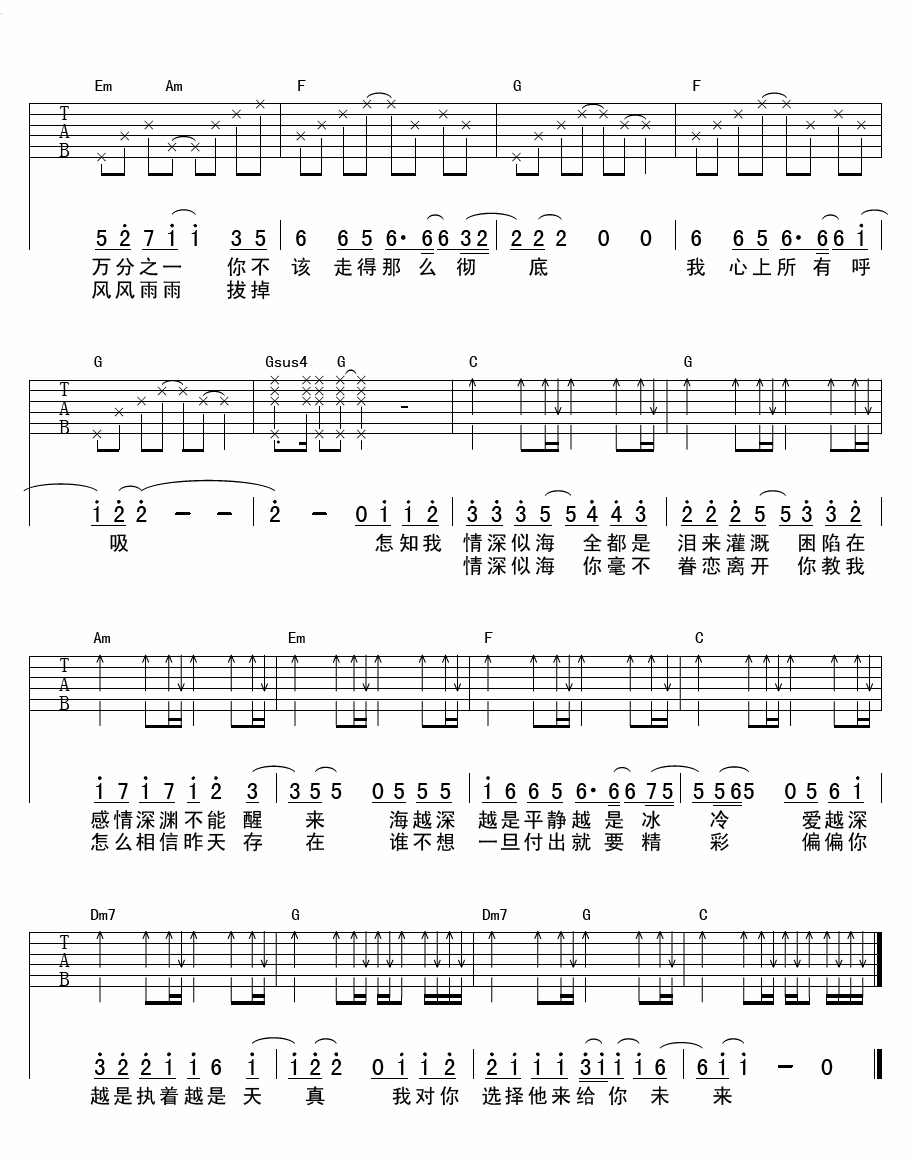 Em Am F G F
T
A
B
5 2 7 1 1 3 5 6 6 5 6· 6 6 3 2 2 2 2 0 0 6 6 5 6· 6 6 1
万分之一 你不 该 走得那 么 彻 底 我 心上所 有 呼
风风雨雨 拔掉
G Gsus4 G C G
T
A
B
1 2 2 - - 2 - 0 1 1 2 3 3 3 5 5 4 4 3 2 2 2 5 5 3 3 2
吸 怎知我 情深似海 全都是 泪来灌溉 困陷在
情深似海 你毫不 眷恋离开 你教我
Am Em F C
T
A
B
1 7 1 7 1 2 3 3 5 5 0 5 5 5 1 6 6 5 6· 6 6 7 5 5 5 6 5 0 5 6 1
感情深渊不能 醒 来 海越深 越是平静越 是 冰 冷 爱越深
怎么相信昨天 存 在 谁不想 一旦付出就 要 精 彩 偏偏你
Dm7 G Dm7 G C
T
A
B
3 2 2 1 1 6 1 1 2 2 0 1 1 2 2 1 1 1 3 1 1 1 6 6 1 1 - 0
越是执着越是 天 真 我对你 选择他来给 你 未 来